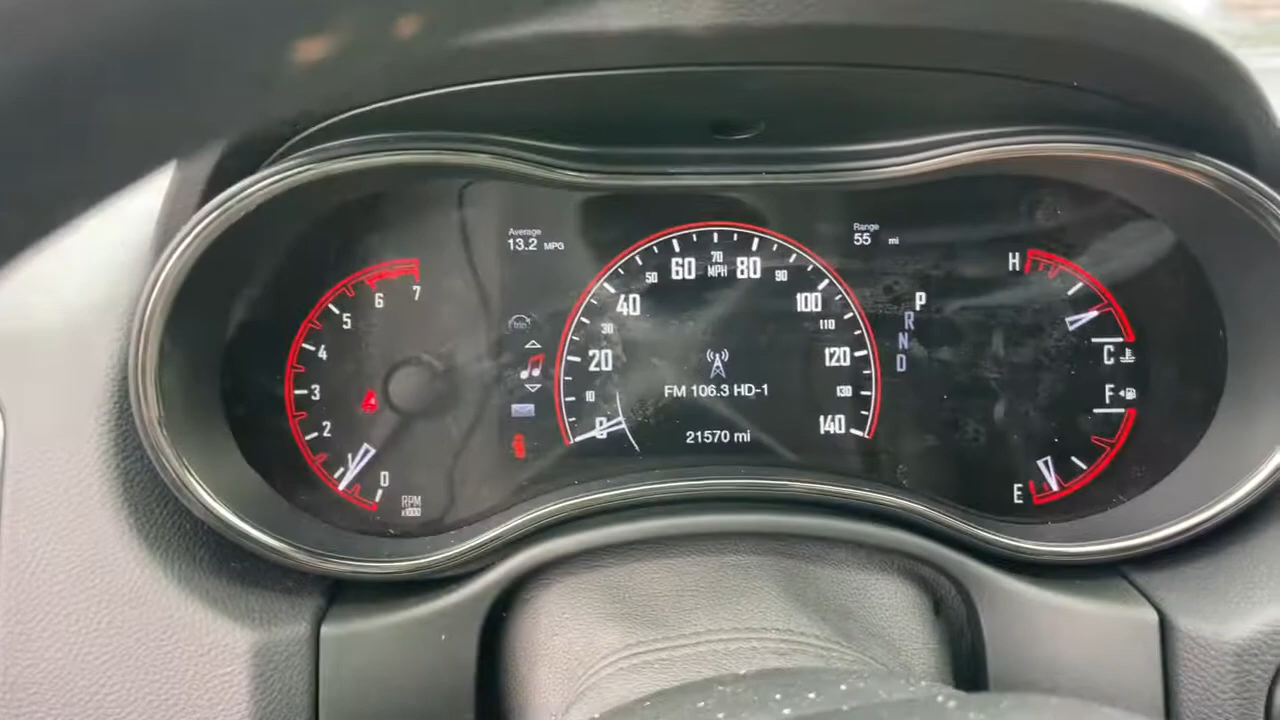 Average
13.2 MPG
Range
55 mi
trip
7
6
5
4
3
2
1
0
RPM
x1000
0
10
20
30
40
50
60
70
MPH
80
90
100
110
120
130
140
FM 106.3 HD-1
21570 mi
P
R
N
D
H
C
F
E